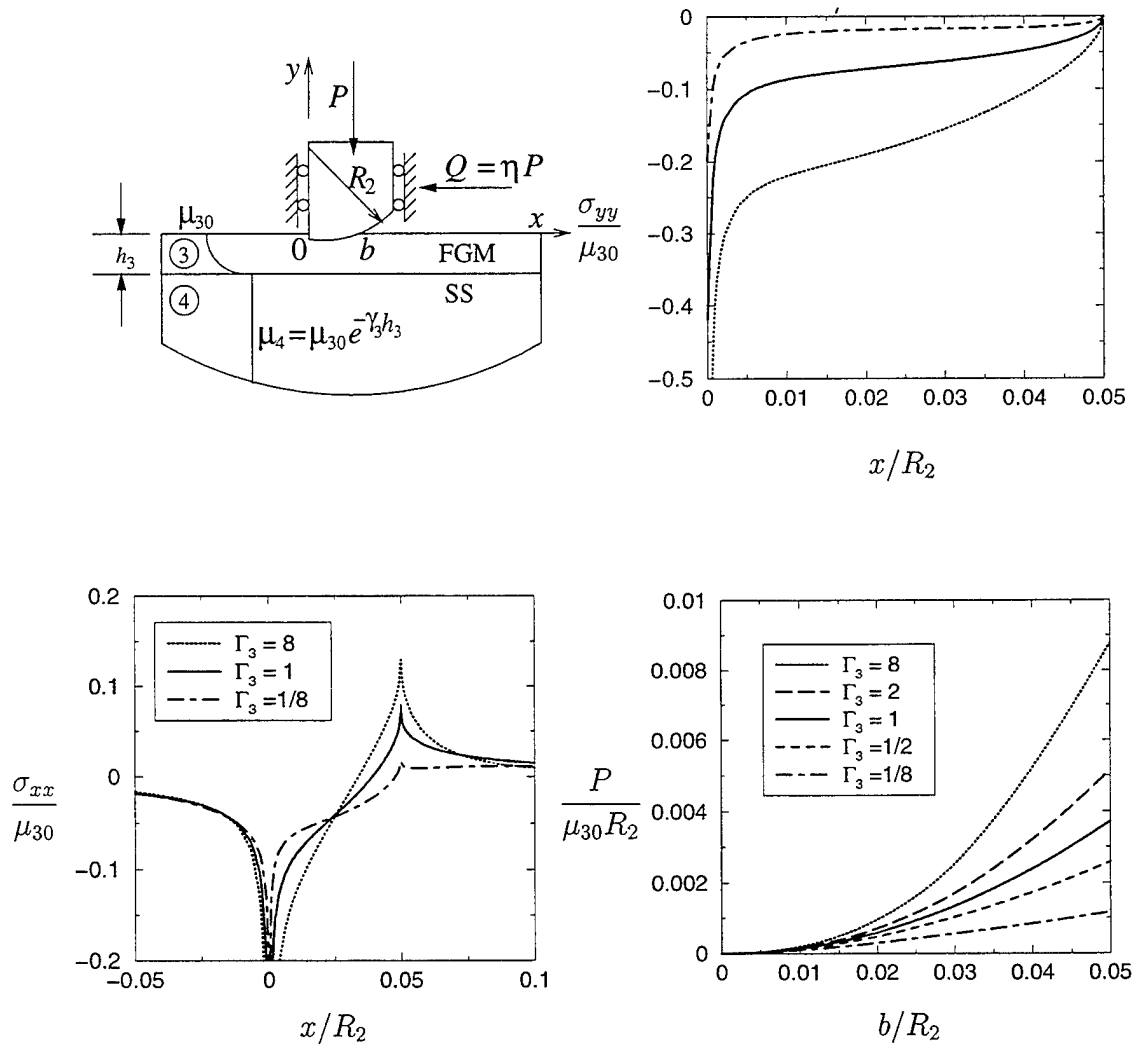 y
P
R₂
Q = ηP
μ₃₀
x
h₃
③
0
b
FGM
④
SS
μ₄ = μ₃₀e^{-γ₃h₃}
σ_yy / μ₃₀
0
-0.1
-0.2
-0.3
-0.4
-0.5
0 0.01 0.02 0.03 0.04 0.05
x/R₂
σ_xx / μ₃₀
0.2
0.1
0
-0.1
-0.2
Γ₃ = 8
Γ₃ = 1
Γ₃ =1/8
-0.05 0 0.05 0.1
x/R₂
P / μ₃₀R₂
0.01
0.008
0.006
0.004
0.002
0
Γ₃ = 8
Γ₃ = 2
Γ₃ = 1
Γ₃ =1/2
Γ₃ =1/8
0 0.01 0.02 0.03 0.04 0.05
b/R₂